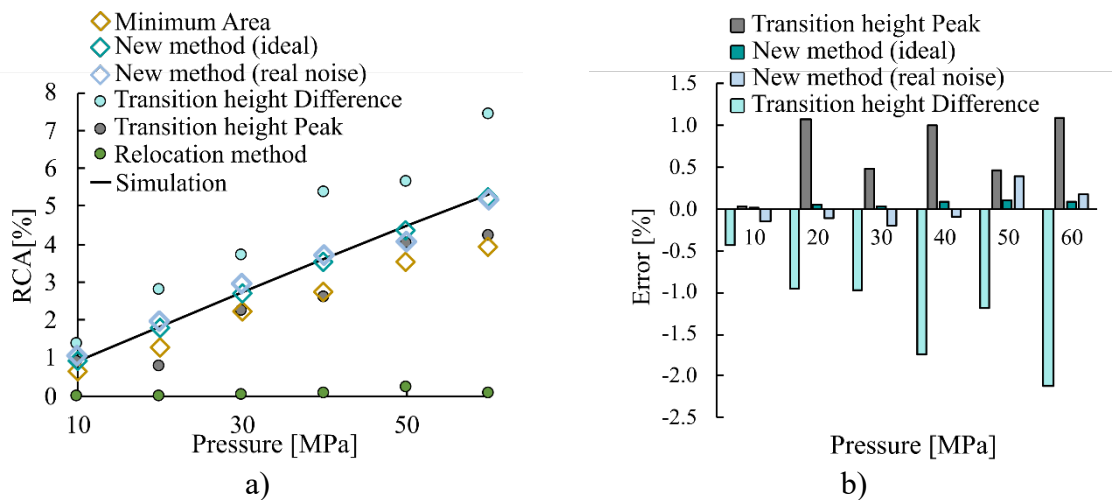 Minimum Area
New method (ideal)
New method (real noise)
Transition height Difference
Transition height Peak
Relocation method
Simulation
8
7
6
5
4
3
2
1
0
RCA[%]
10
30
50
Pressure [MPa]
a)
Transition height Peak
New method (ideal)
New method (real noise)
Transition height Difference
1.0
0.5
0.0
-0.5
-1.0
-1.5
-2.0
-2.5
Error [%]
10
20
30
40
50
60
Pressure [MPa]
b)